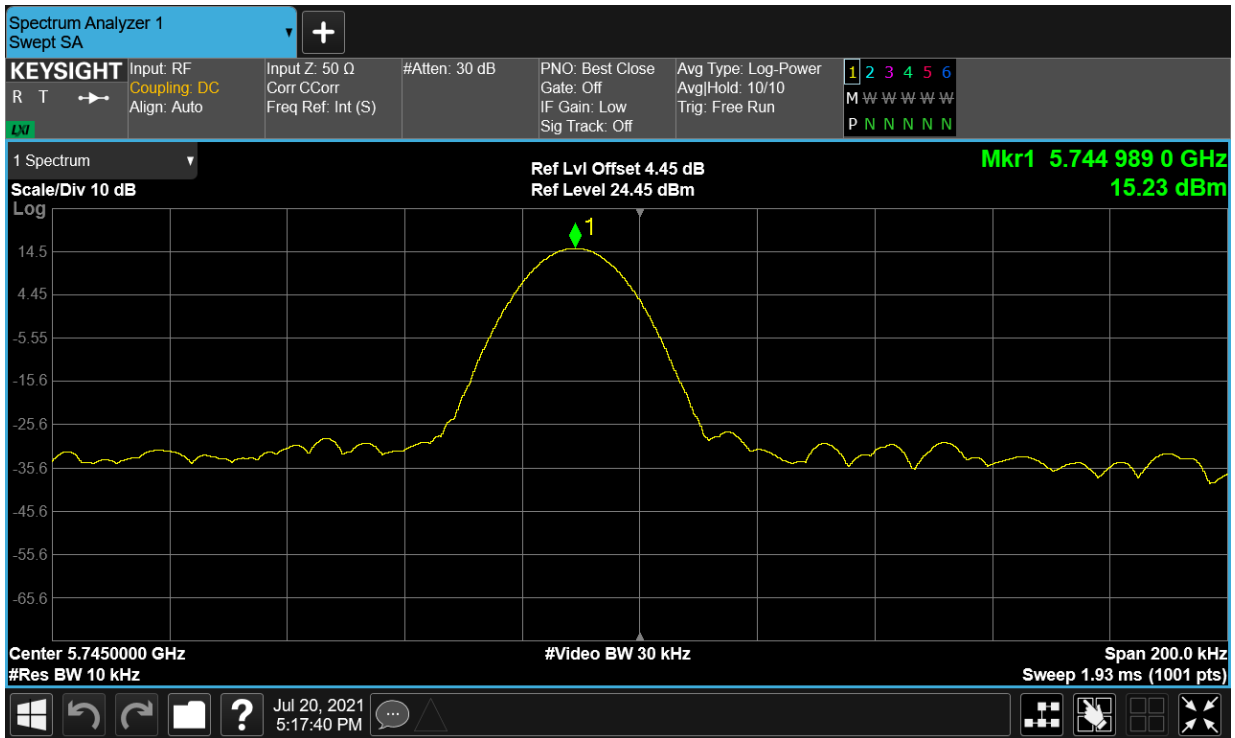 Spectrum Analyzer 1
Swept SA
+
KEYSIGHT
R T
LXI
Input: RF
Coupling: DC
Align: Auto
Input Z: 50 Ω
Corr CCorr
Freq Ref: Int (S)
#Atten: 30 dB
PNO: Best Close
Gate: Off
IF Gain: Low
Sig Track: Off
Avg Type: Log-Power
Avg|Hold: 10/10
Trig: Free Run
1 2 3 4 5 6
M W W W W W
P N N N N N
1 Spectrum
Scale/Div 10 dB
Log
Ref Lvl Offset 4.45 dB
Ref Level 24.45 dBm
Mkr1 5.744 989 0 GHz
15.23 dBm
1
14.5
4.45
-5.55
-15.6
-25.6
-35.6
-45.6
-55.6
-65.6
Center 5.7450000 GHz
#Res BW 10 kHz
#Video BW 30 kHz
Span 200.0 kHz
Sweep 1.93 ms (1001 pts)
?
Jul 20, 2021
5:17:40 PM